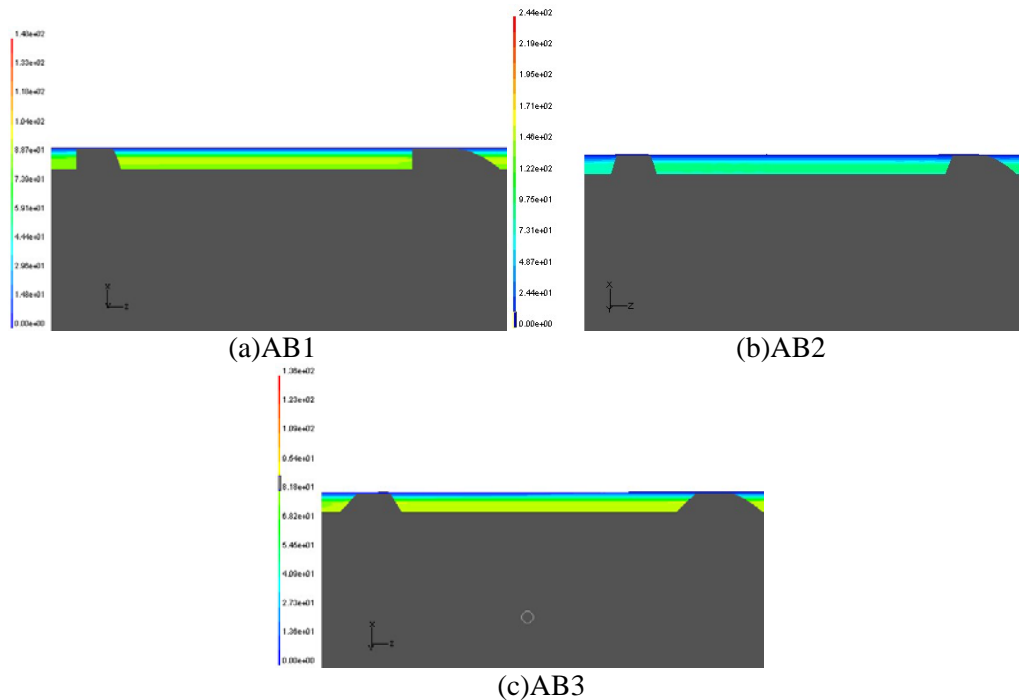 1.48e+02
1.33e+02
1.18e+02
1.04e+02
8.87e+01
7.39e+01
5.91e+01
4.44e+01
2.96e+01
1.48e+01
0.00e+00
X
Y
Z
(a)AB1
2.44e+02
2.19e+02
1.95e+02
1.71e+02
1.46e+02
1.22e+02
9.75e+01
7.31e+01
4.87e+01
2.44e+01
0.00e+00
X
Y
Z
(b)AB2
1.36e+02
1.23e+02
1.09e+02
9.54e+01
8.18e+01
6.82e+01
5.45e+01
4.09e+01
2.73e+01
1.36e+01
0.00e+00
X
Y
Z
(c)AB3